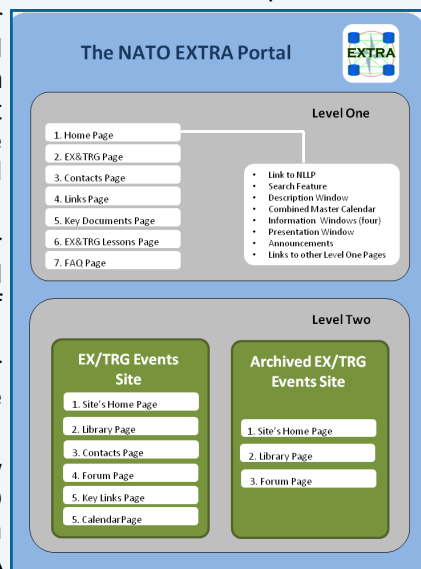 The NATO EXTRA Portal
EXTRA
Level One
1. Home Page
2. EX&TRG Page
3. Contacts Page
4. Links Page
5. Key Documents Page
6. EX&TRG Lessons Page
7. FAQ Page
• Link to NLLP
• Search Feature
• Description Window
• Combined Master Calendar
• Information Windows (four)
• Presentation Window
• Announcements
• Links to other Level One Pages
Level Two
EX/TRG Events
Site
1. Site's Home Page
2. Library Page
3. Contacts Page
4. Forum Page
5. Key Links Page
5. CalendarPage
Archived EX/TRG
Events Site
1. Site's Home Page
2. Library Page
3. Forum Page